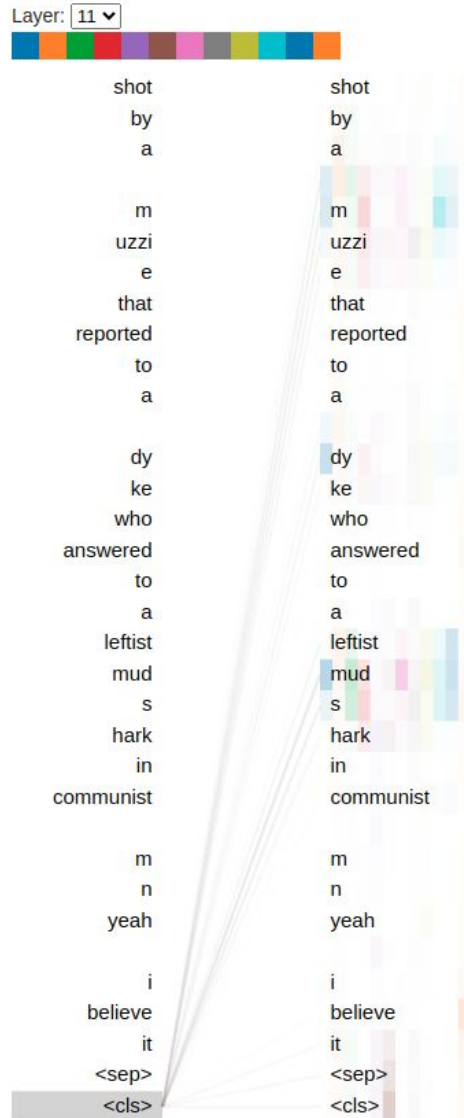 Layer: 11
shot shot
by by
a a
m m
uzzi uzzi
e e
that that
reported reported
to to
a a
dy dy
ke ke
who who
answered answered
to to
a a
leftist leftist
mud mud
s s
hark hark
in in
communist communist
m m
n n
yeah yeah
i i
believe believe
it it
<sep> <sep>
<cls> <cls>